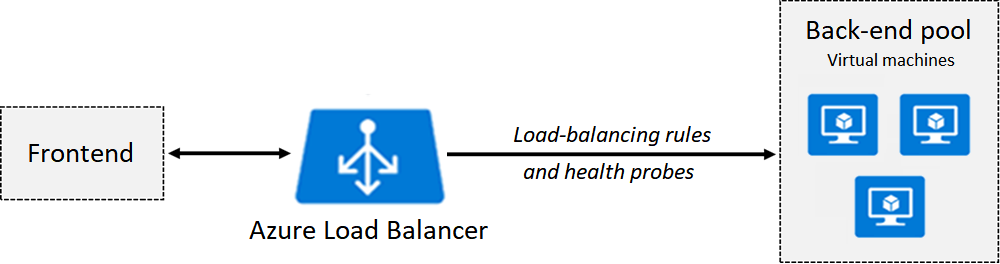 Back-end pool
Virtual machines
Frontend
Load-balancing rules
and health probes
Azure Load Balancer